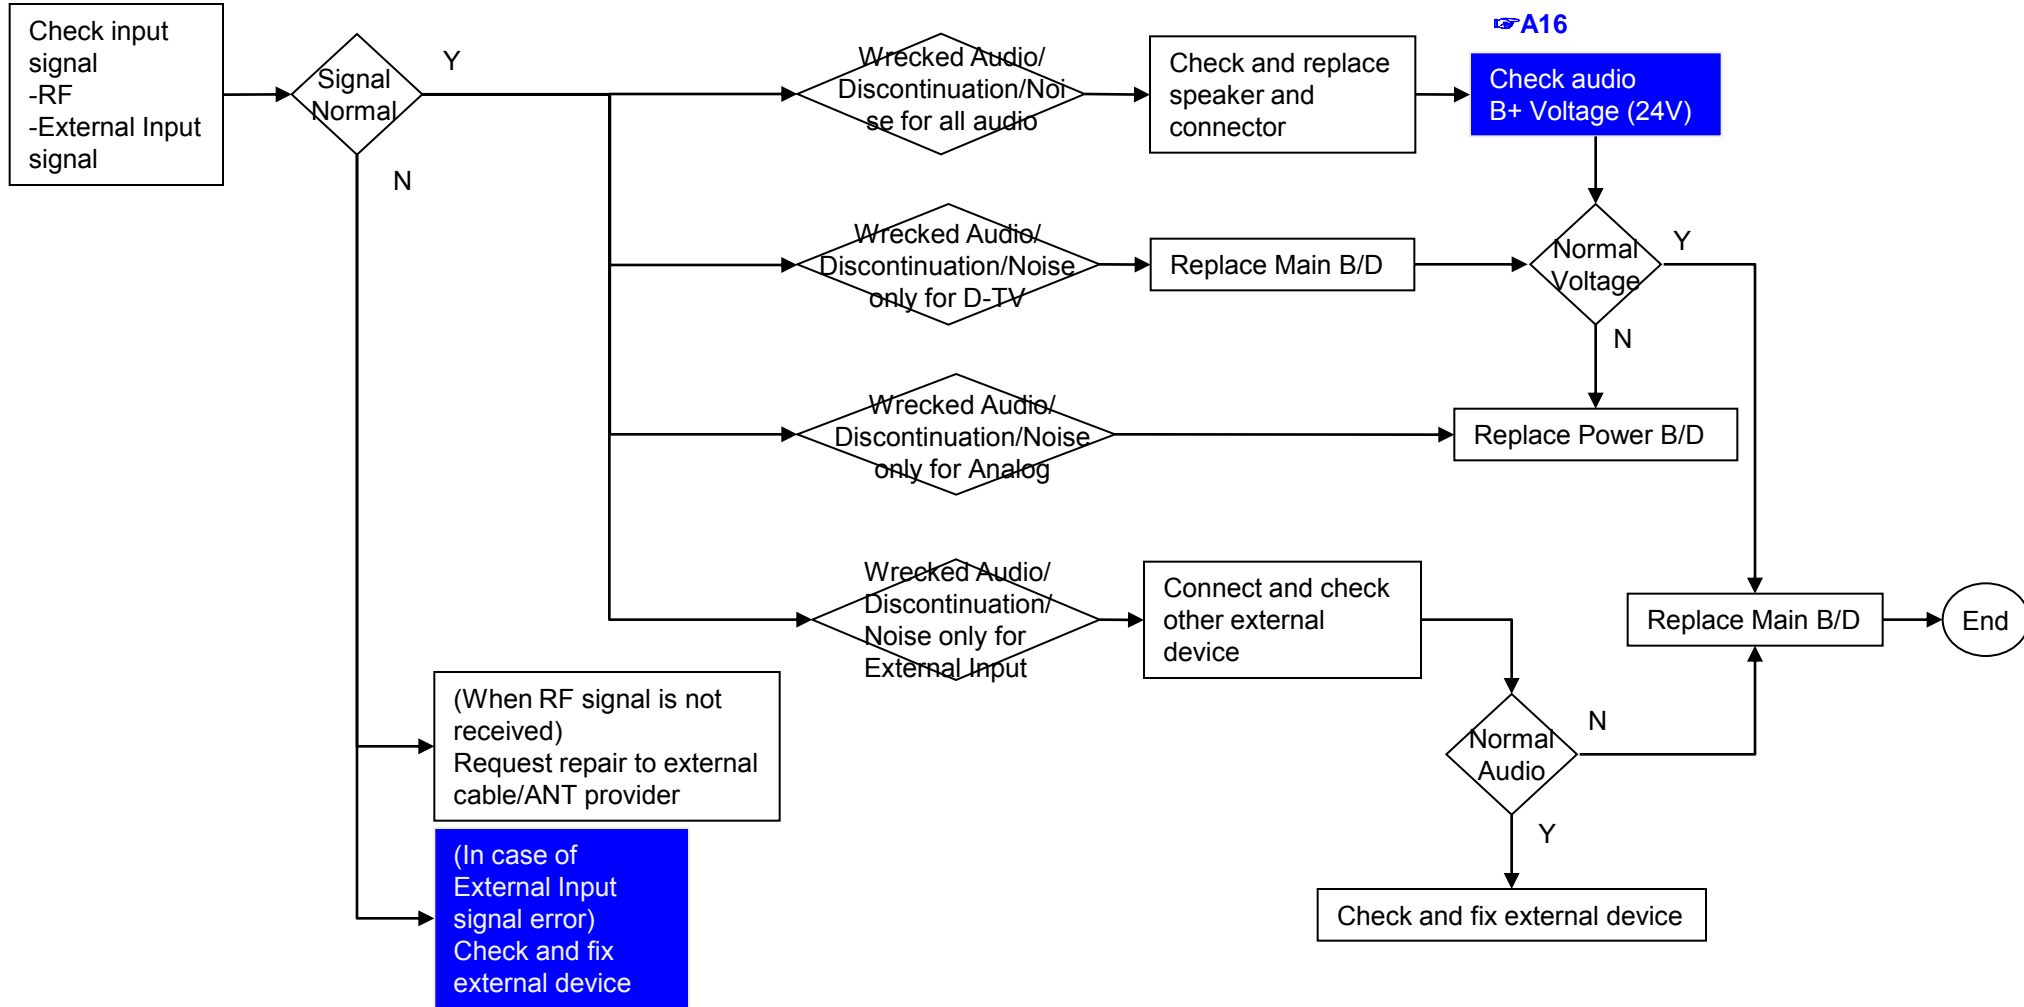 Check input
signal
-RF
-External Input
signal
Signal
Normal
Y
N
Wrecked Audio/
Discontinuation/Noi
se for all audio
Check and replace
speaker and
connector
☞A16
Check audio
B+ Voltage (24V)
Wrecked Audio/
Discontinuation/Noise
only for D-TV
Replace Main B/D
Normal
Voltage
Y
N
Wrecked Audio/
Discontinuation/Noise
only for Analog
Replace Power B/D
Wrecked Audio/
Discontinuation/
Noise only for
External Input
Connect and check
other external
device
Replace Main B/D
End
Normal
Audio
N
Y
Check and fix external device
(When RF signal is not
received)
Request repair to external
cable/ANT provider
(In case of
External Input
signal error)
Check and fix
external device